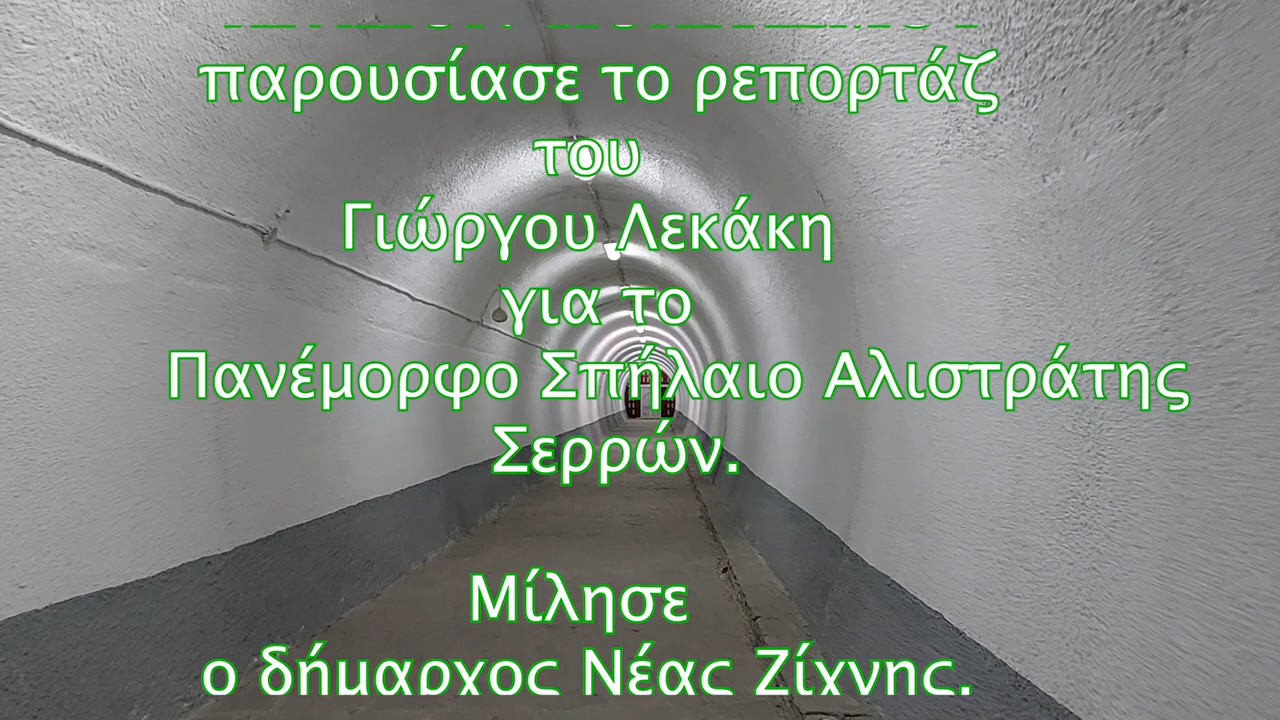 παρουσίασε το ρεπορτάζ
του
Γιώργου Λεκάκη
για το
Πανέμορφο Σπήλαιο Αλιστράτης
Σερρών.
Μίλησε
ο δήμαρχος Νέας Ζίχνης.